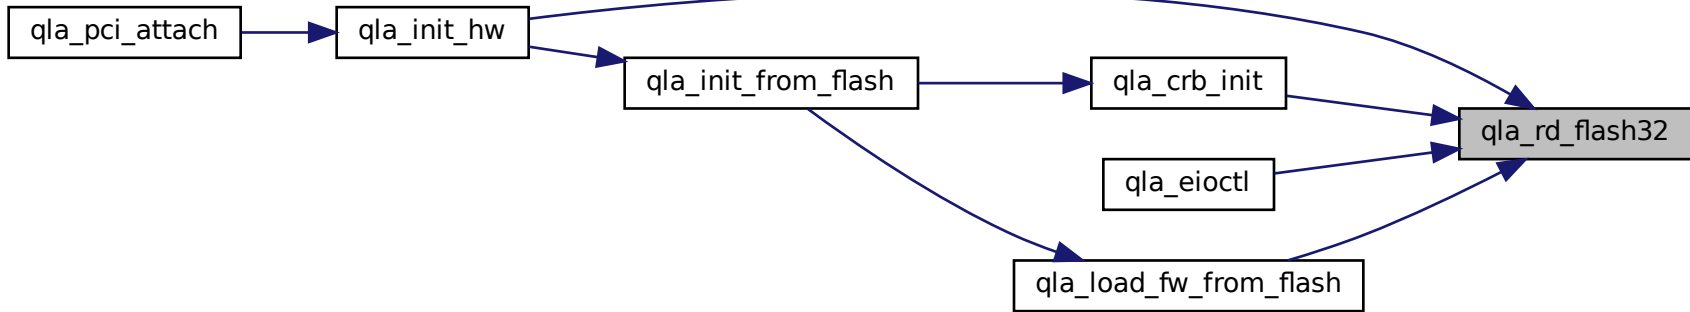 qla_pci_attach
qla_init_hw
qla_init_from_flash
qla_crb_init
qla_rd_flash32
qla_eioctl
qla_load_fw_from_flash